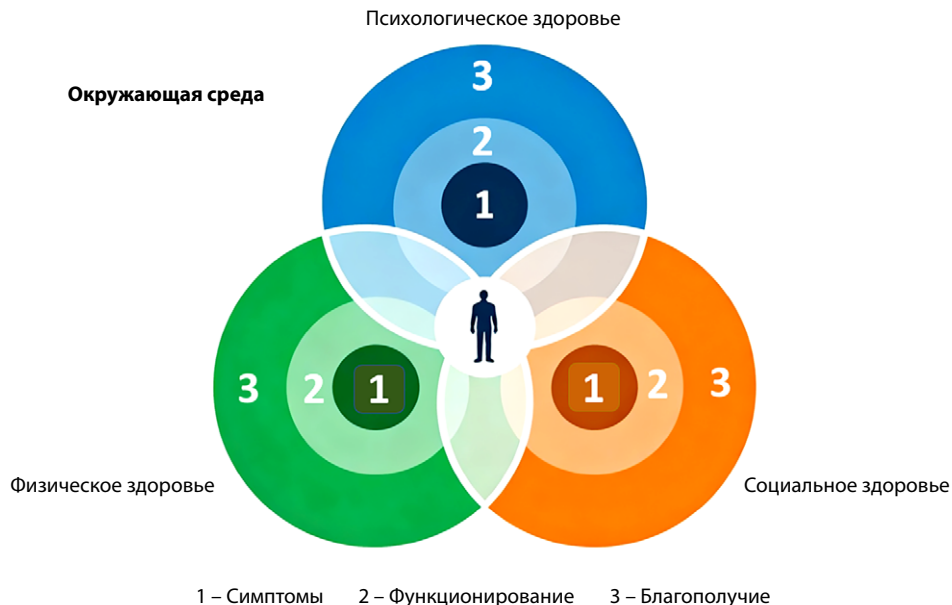 Психологическое здоровье
Окружающая среда
3
2
1
3 2 1
1 2 3
Физическое здоровье
Социальное здоровье
1 – Симптомы 2 – Функционирование 3 – Благополучие